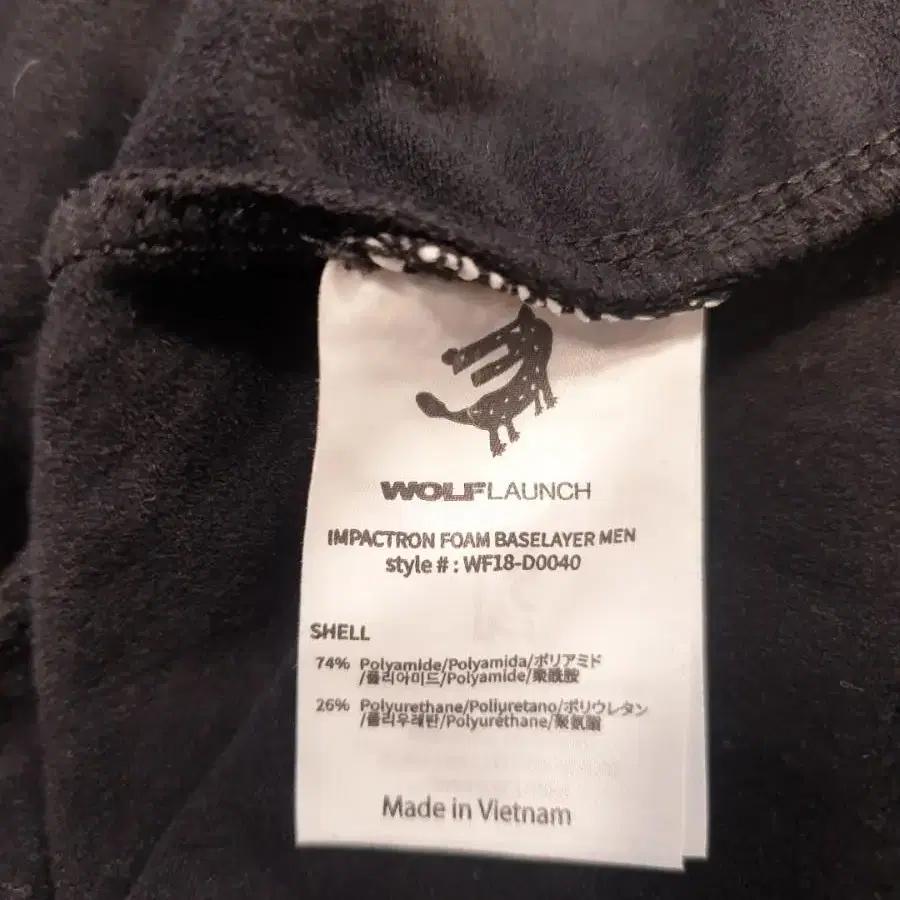 WOLFLAUNCH
IMPACTRON FOAM BASELAYER MEN
style # : WF18-D0040
SHELL
74% Polyamide/Polyamida/ポリアミド
/폴리아미드/Polyamide/聚酰胺
26% Polyurethane/Poliuretano/ポリウレタン
/폴리우레탄/Polyuréthane/聚氨酯
Made in Vietnam